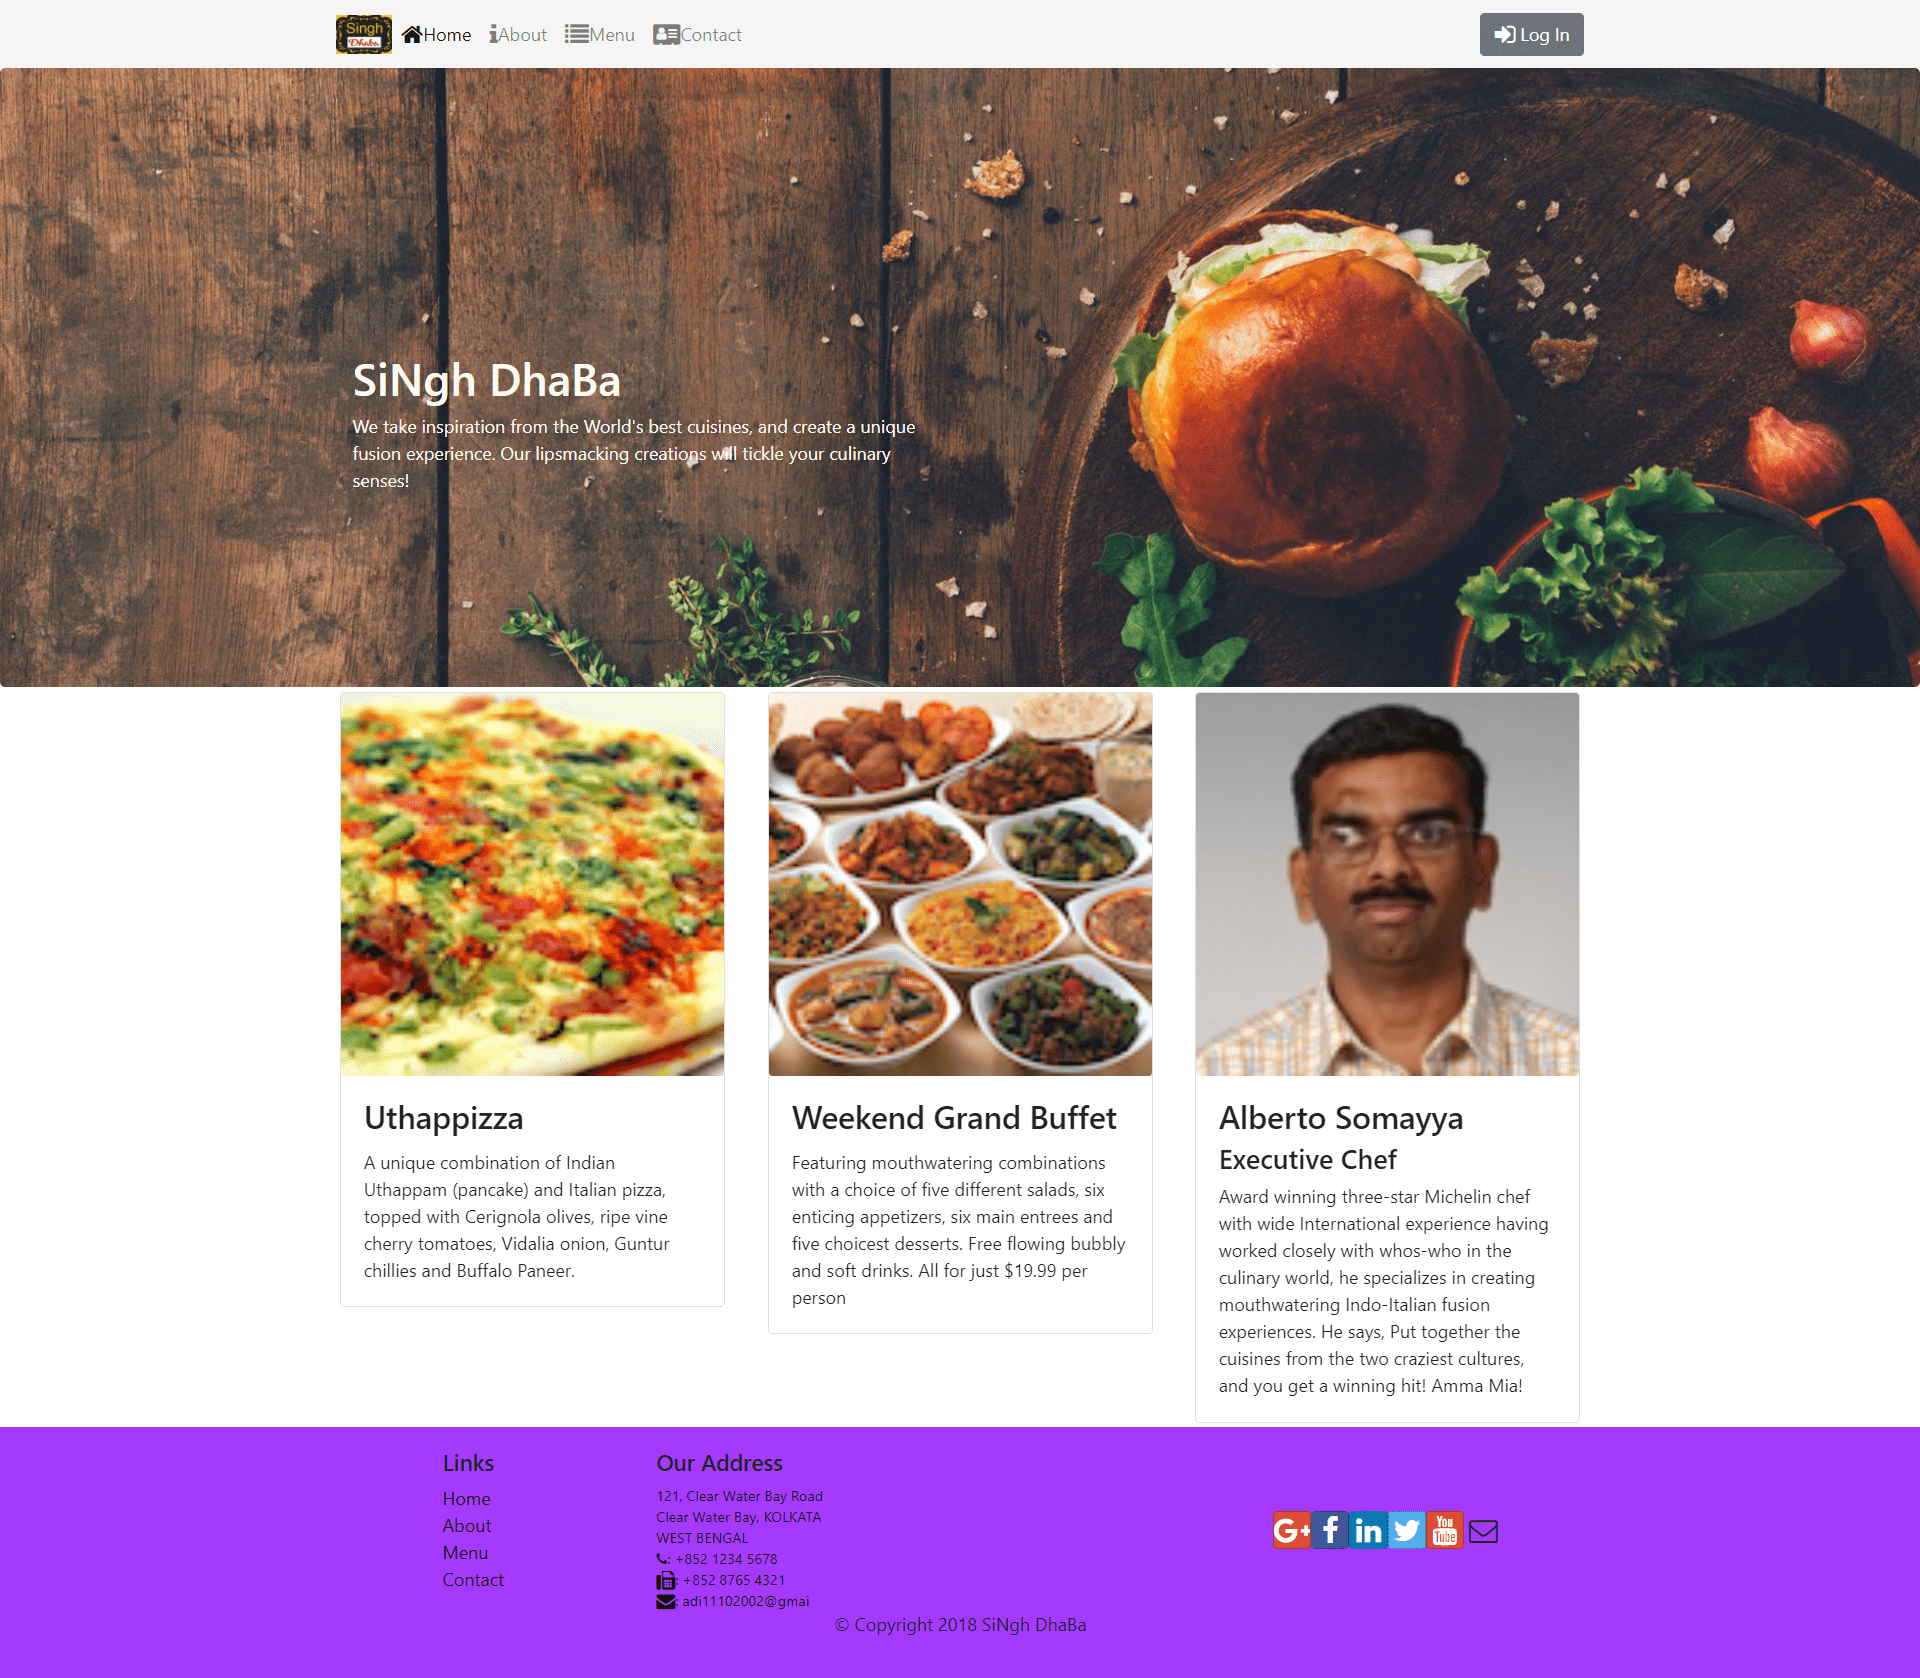 Singh
Dhaba
Home About Menu Contact
Log In
SiNgh DhaBa
We take inspiration from the World's best cuisines, and create a unique
fusion experience. Our lipsmacking creations will tickle your culinary
senses!
Uthappizza
A unique combination of Indian
Uthappam (pancake) and Italian pizza,
topped with Cerignola olives, ripe vine
cherry tomatoes, Vidalia onion, Guntur
chillies and Buffalo Paneer.
Weekend Grand Buffet
Featuring mouthwatering combinations
with a choice of five different salads, six
enticing appetizers, six main entrees and
five choicest desserts. Free flowing bubbly
and soft drinks. All for just $19.99 per
person
Alberto Somayya
Executive Chef
Award winning three-star Michelin chef
with wide International experience having
worked closely with whos-who in the
culinary world, he specializes in creating
mouthwatering Indo-Italian fusion
experiences. He says, Put together the
cuisines from the two craziest cultures,
and you get a winning hit! Amma Mia!
Links
Home
About
Menu
Contact
Our Address
121, Clear Water Bay Road
Clear Water Bay, KOLKATA
WEST BENGAL
: +852 1234 5678
: +852 8765 4321
: adi11102002@gmai
G+ f in You Tube
© Copyright 2018 SiNgh DhaBa